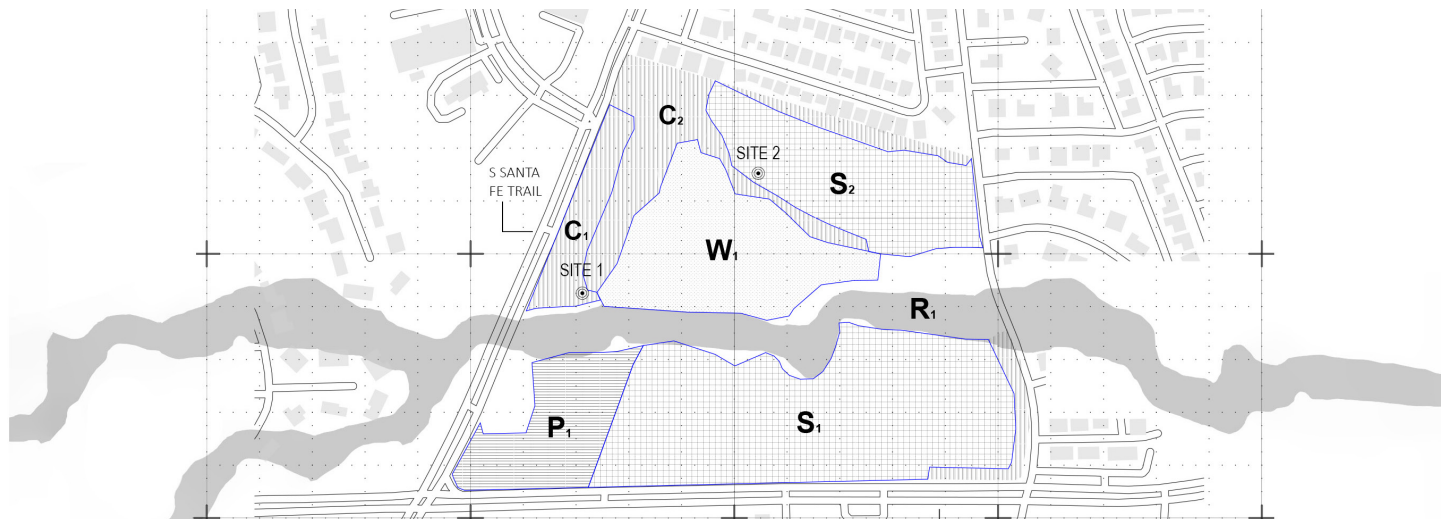 C₂
SITE 2
S SANTA
FE TRAIL
S₂
C₁
W₁
SITE 1
R₁
P₁
S₁